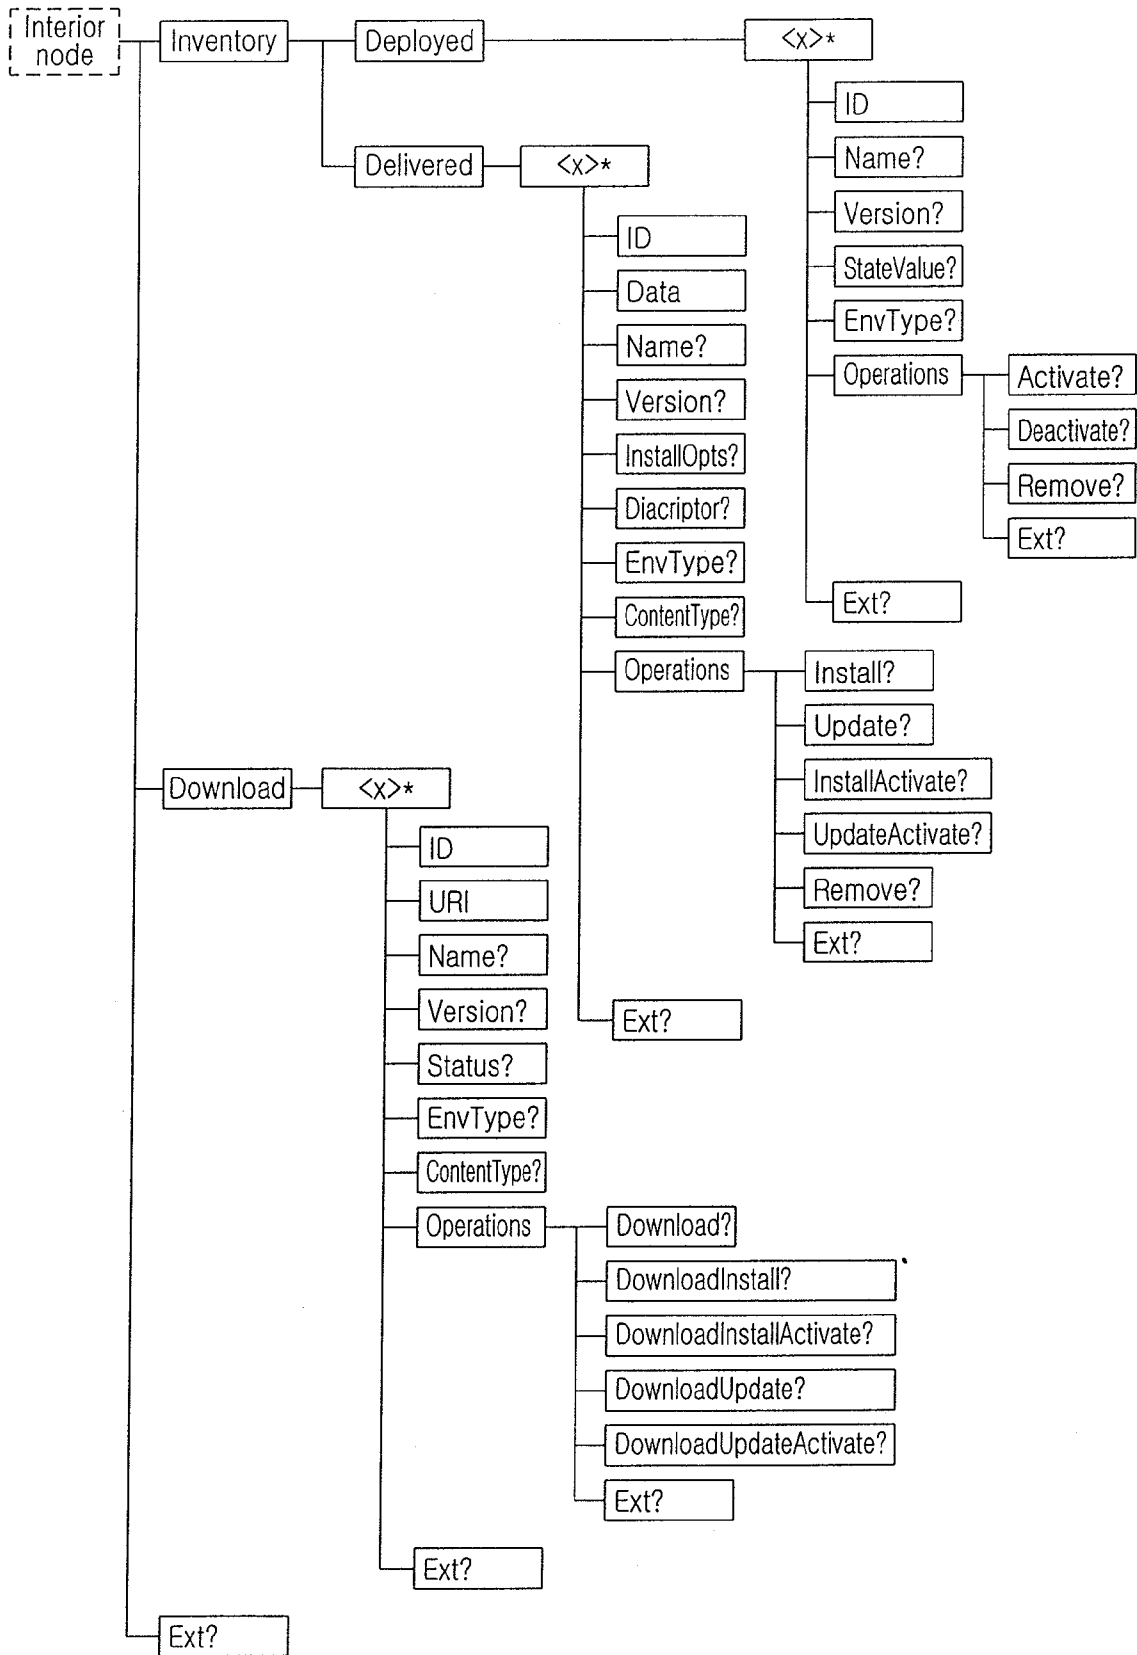 Interior
node
Inventory
Deployed
<x>*
ID
Name?
Version?
StateValue?
EnvType?
Operations
Activate?
Deactivate?
Remove?
Ext?
Ext?
Delivered
<x>*
ID
Data
Name?
Version?
InstallOpts?
Diacriptor?
EnvType?
ContentType?
Operations
Install?
Update?
InstallActivate?
UpdateActivate?
Remove?
Ext?
Ext?
Download
<x>*
ID
URI
Name?
Version?
Status?
EnvType?
ContentType?
Operations
Download?
DownloadInstall?
DownloadInstallActivate?
DownloadUpdate?
DownloadUpdateActivate?
Ext?
Ext?
Ext?